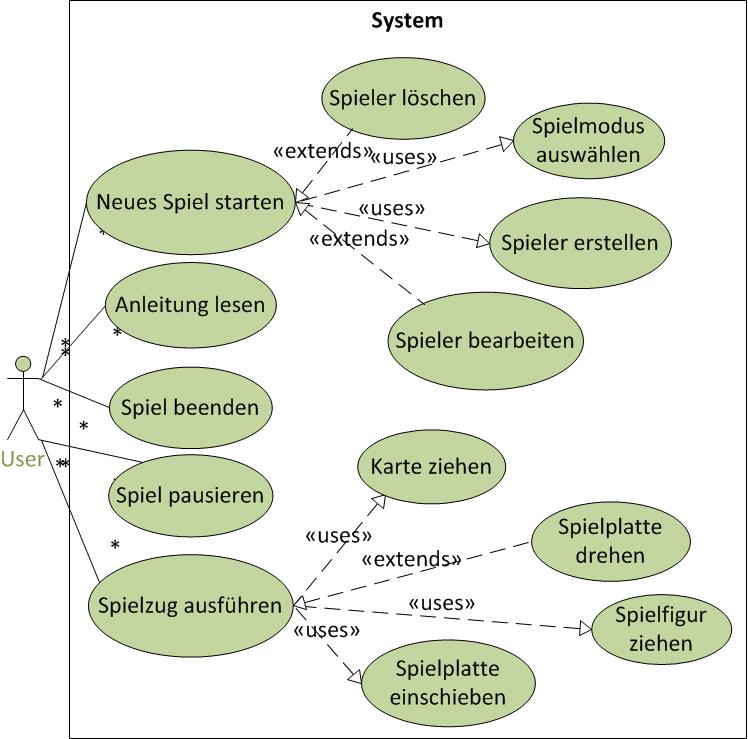 System
Spieler löschen
«extends»
«uses»
Spielmodus
auswählen
Neues Spiel starten
*
«uses»
«extends»
Spieler erstellen
Anleitung lesen
*
*
*
Spieler bearbeiten
Spiel beenden
*
*
User
**
Spiel pausieren
Karte ziehen
«uses»
*
«extends»
Spielplatte
drehen
Spielzug ausführen
«uses»
«uses»
Spielfigur
ziehen
Spielplatte
einschieben